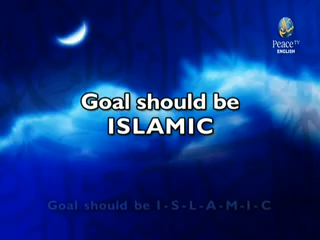 Peace TV
ENGLISH
Goal should be
ISLAMIC
Goal should be I-S-L-A-M-I-C